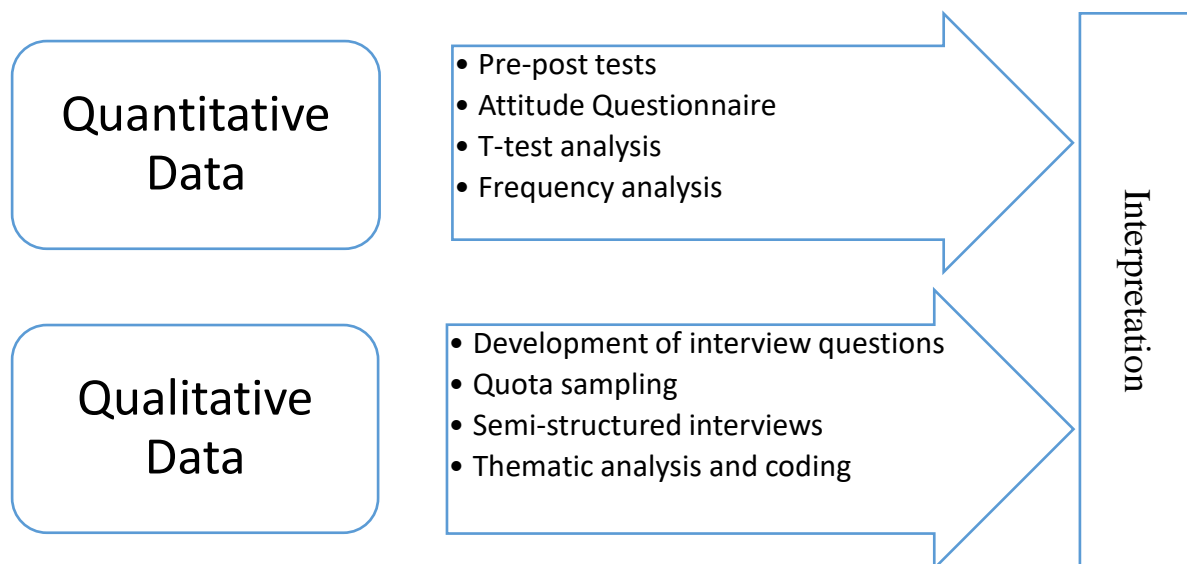 Quantitative
Data
• Pre-post tests
• Attitude Questionnaire
• T-test analysis
• Frequency analysis
Qualitative
Data
• Development of interview questions
• Quota sampling
• Semi-structured interviews
• Thematic analysis and coding
Interpretation